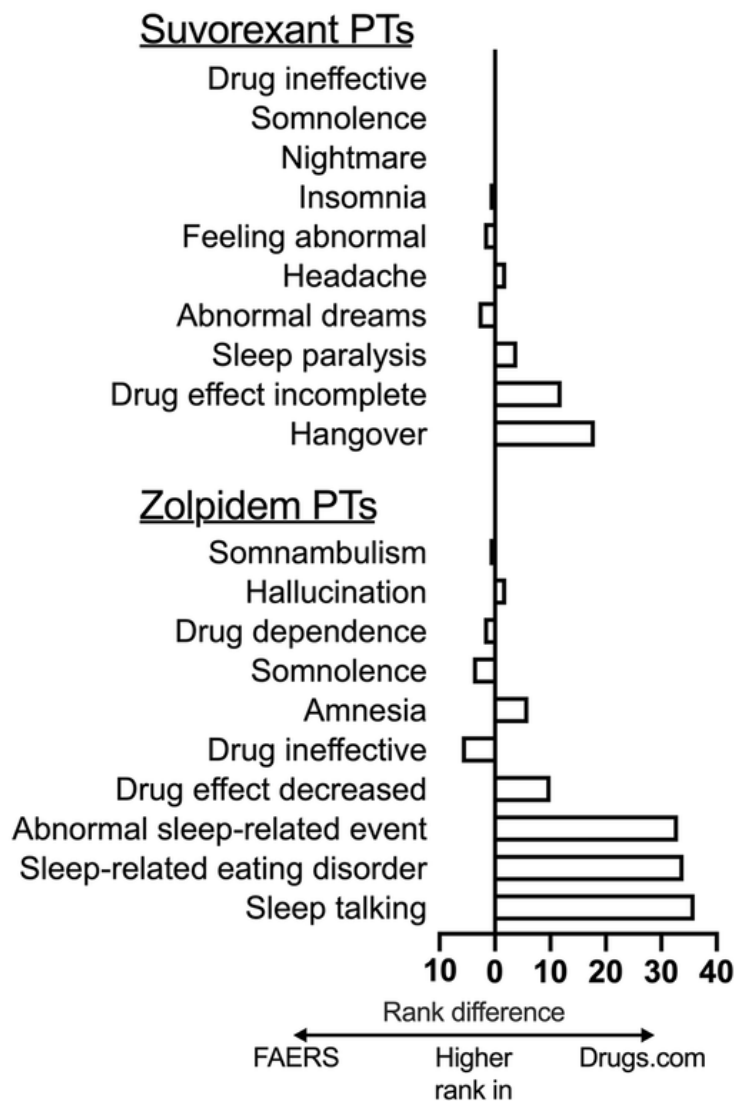 Suvorexant PTs
Drug ineffective
Somnolence
Nightmare
Insomnia
Feeling abnormal
Headache
Abnormal dreams
Sleep paralysis
Drug effect incomplete
Hangover
Zolpidem PTs
Somnambulism
Hallucination
Drug dependence
Somnolence
Amnesia
Drug ineffective
Drug effect decreased
Abnormal sleep-related event
Sleep-related eating disorder
Sleep talking
10 0 10 20 30 40
Rank difference
FAERS Higher Drugs.com
rank in